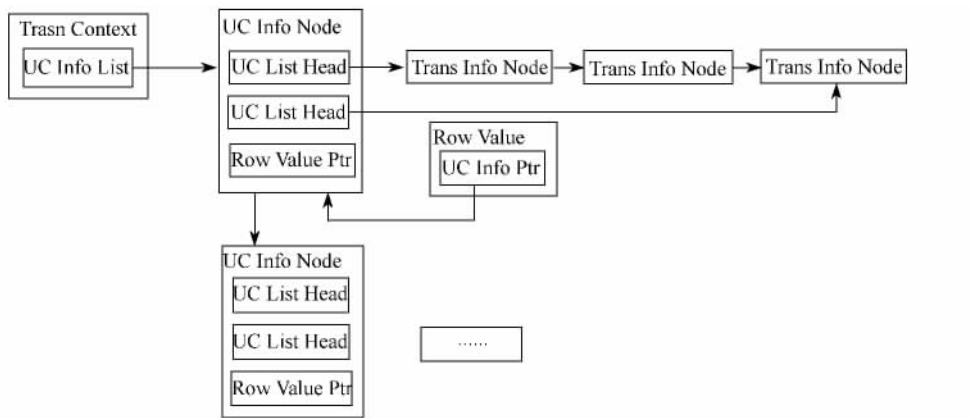 Trasn Context
UC Info List
UC Info Node
UC List Head
UC List Head
Row Value Ptr
Trans Info Node
Trans Info Node
Trans Info Node
Row Value
UC Info Ptr
UC Info Node
UC List Head
UC List Head
Row Value Ptr
......